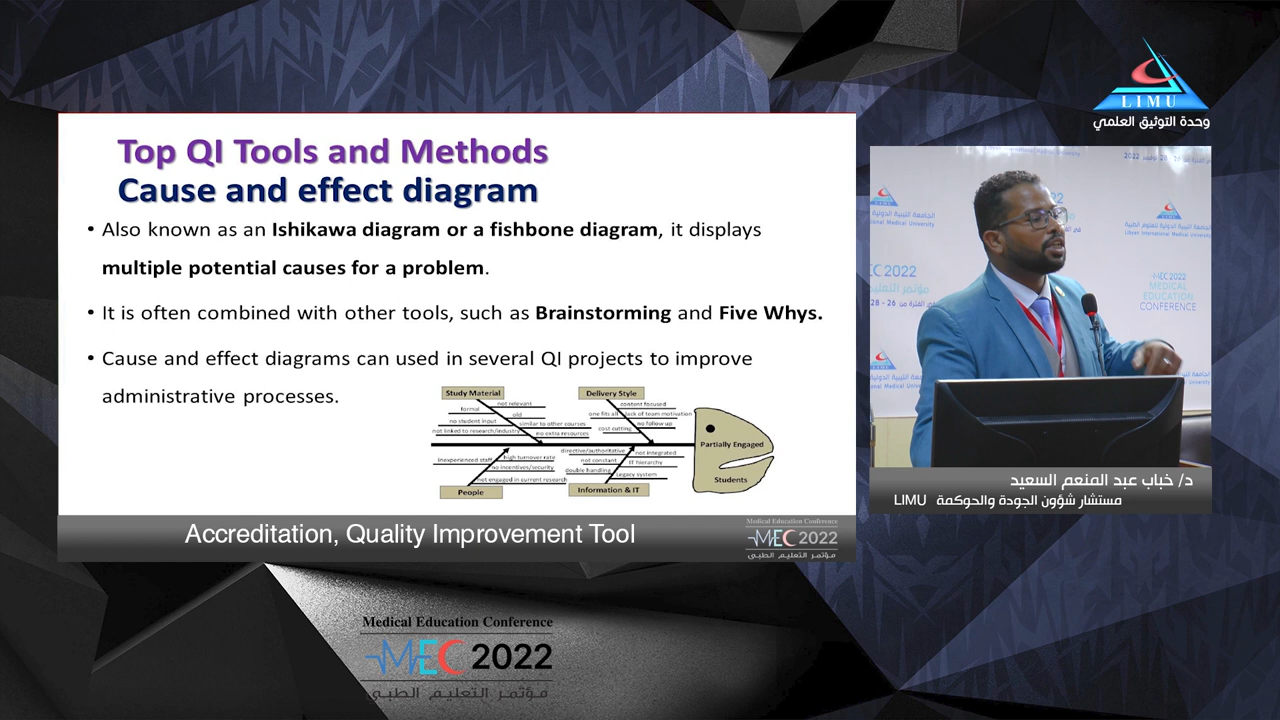 Top QI Tools and Methods
Cause and effect diagram
• Also known as an Ishikawa diagram or a fishbone diagram, it displays
multiple potential causes for a problem.
• It is often combined with other tools, such as Brainstorming and Five Whys.
• Cause and effect diagrams can used in several QI projects to improve
administrative processes.
Study Material
not relevant
formal
old
no student input
similar to other courses
not linked to research/industry
no extra resources
Delivery Style
content focused
one fits all
lack of team motivation
no follow up
cost cutting
Partially Engaged
Students
inexperienced staff
high turnover rate
no incentives/security
not engaged in current research
People
directive/authoritative
not integrated
not constant
IT hierarchy
double handling
Legacy system
Information & IT
Accreditation, Quality Improvement Tool
Medical Education Conference
MEC 2022
مؤتمر التعليم الطبي
LIMU
وحدة التوثيق العلمي
MEC 2022
MEDICAL
EDUCATION
CONFERENCE
EC 2022
د/ خباب عبد المنعم السعيد
مستشار شؤون الجودة والحوكمة LIMU
Medical Education Conference
MEC 2022
مؤتمر التعليم الطبي